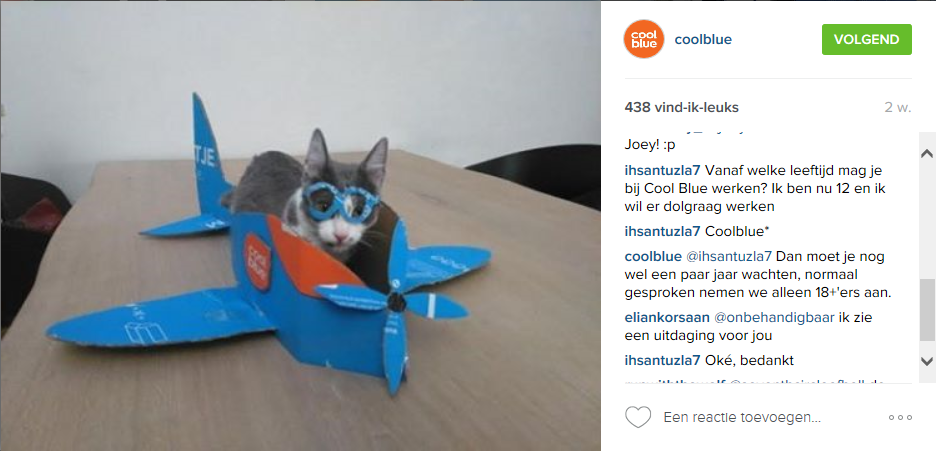 TJE
cool
blue
cool
blue
coolblue
VOLGEND
438 vind-ik-leuks
2 w.
Joey! :p
ihsantuzla7 Vanaf welke leeftijd mag je
bij Cool Blue werken? Ik ben nu 12 en ik
wil er dolgraag werken
ihsantuzla7 Coolblue*
coolblue @ihsantuzla7 Dan moet je nog
wel een paar jaar wachten, normaal
gesproken nemen we alleen 18+'ers aan.
eliankorsaan @onbehandigbaar ik zie
een uitdaging voor jou
ihsantuzla7 Oké, bedankt
Een reactie toevoegen...